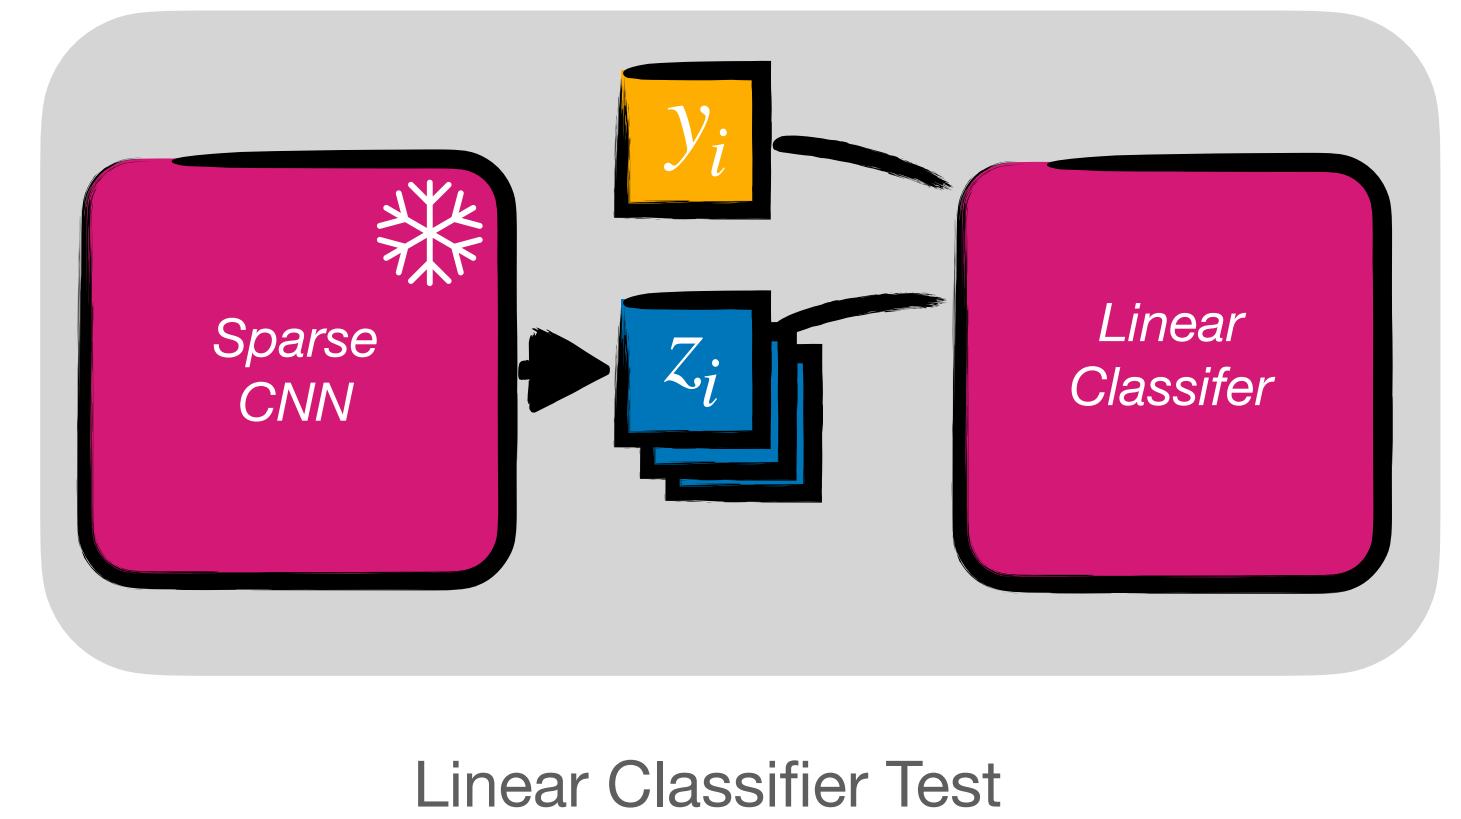 y_i
Sparse
CNN
z_i
Linear
Classifer
Linear Classifier Test